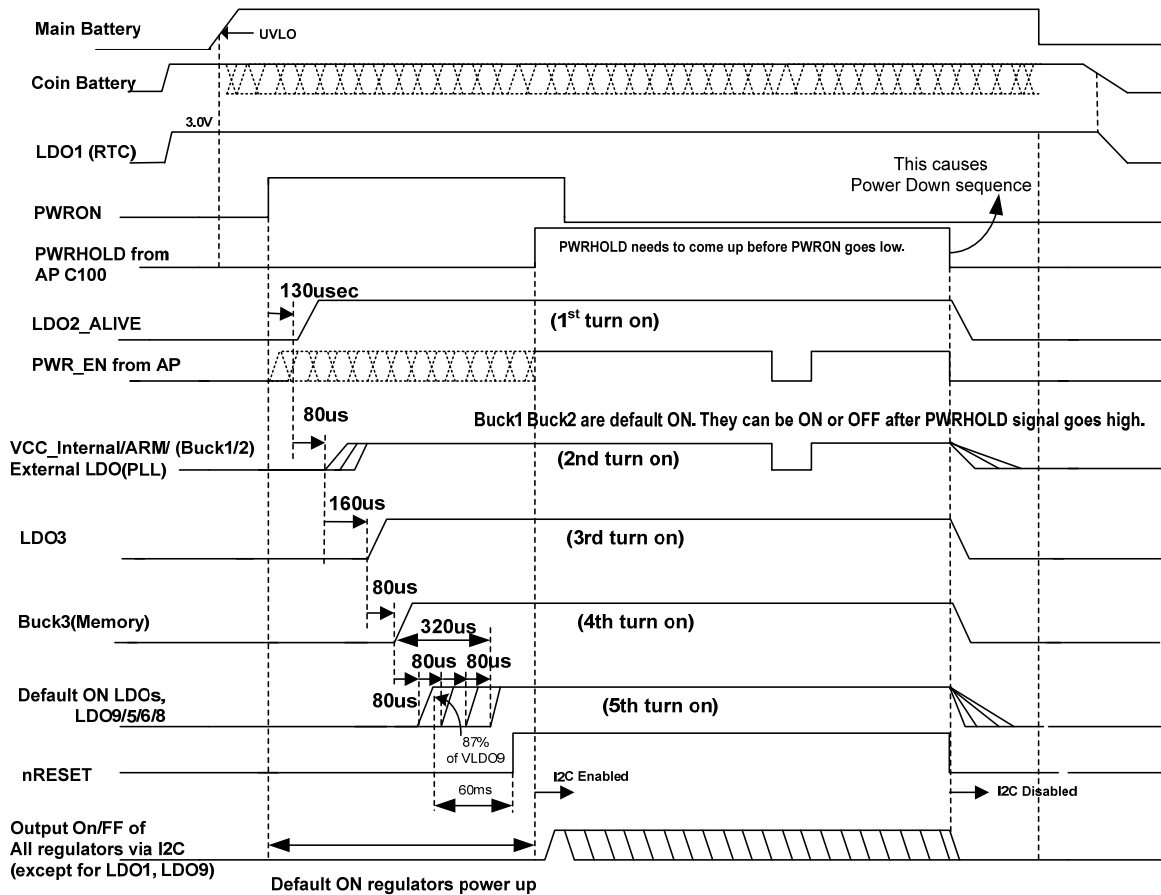 Main Battery
UVLO
Coin Battery
3.0V
LDO1 (RTC)
This causes
Power Down sequence
PWRON
PWRHOLD from
AP C100
PWRHOLD needs to come up before PWRON goes low.
130usec
LDO2_ALIVE
(1st turn on)
PWR_EN from AP
80us
Buck1 Buck2 are default ON. They can be ON or OFF after PWRHOLD signal goes high.
VCC_Internal/ARM/ (Buck1/2)
External LDO(PLL)
(2nd turn on)
160us
LDO3
(3rd turn on)
80us
Buck3(Memory)
(4th turn on)
320us
80us 80us
Default ON LDOs,
LDO9/5/6/8
80us
(5th turn on)
87%
of VLDO9
nRESET
I2C Enabled
I2C Disabled
60ms
Output On/FF of
All regulators via I2C
(except for LDO1, LDO9)
Default ON regulators power up